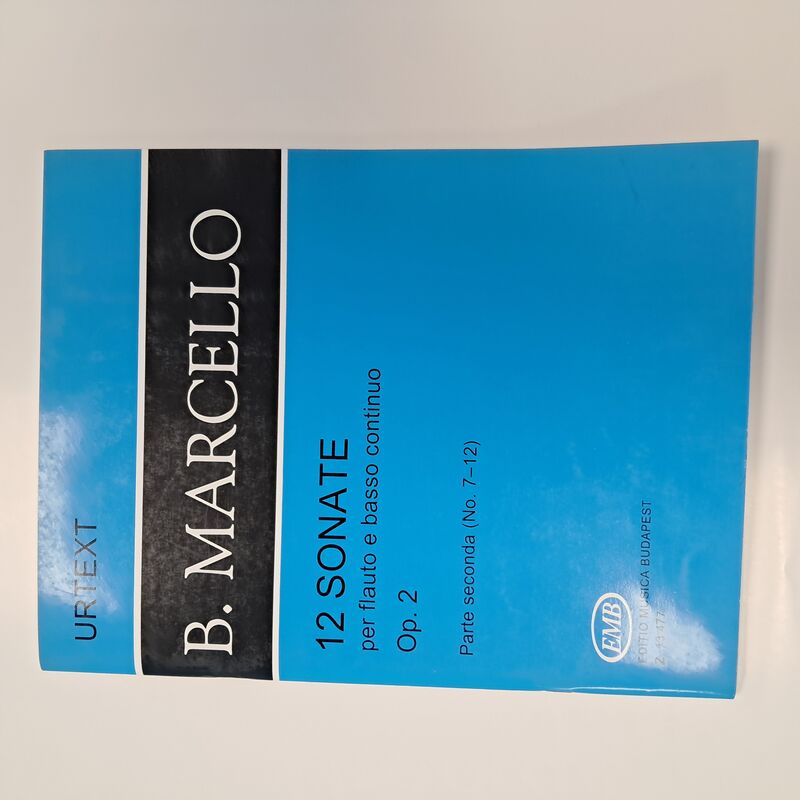 URTEXT
B. MARCELLO
12 SONATE
per flauto e basso continuo
Op. 2
Parte seconda (No. 7–12)
EMB
EDITIO MUSICA BUDAPEST